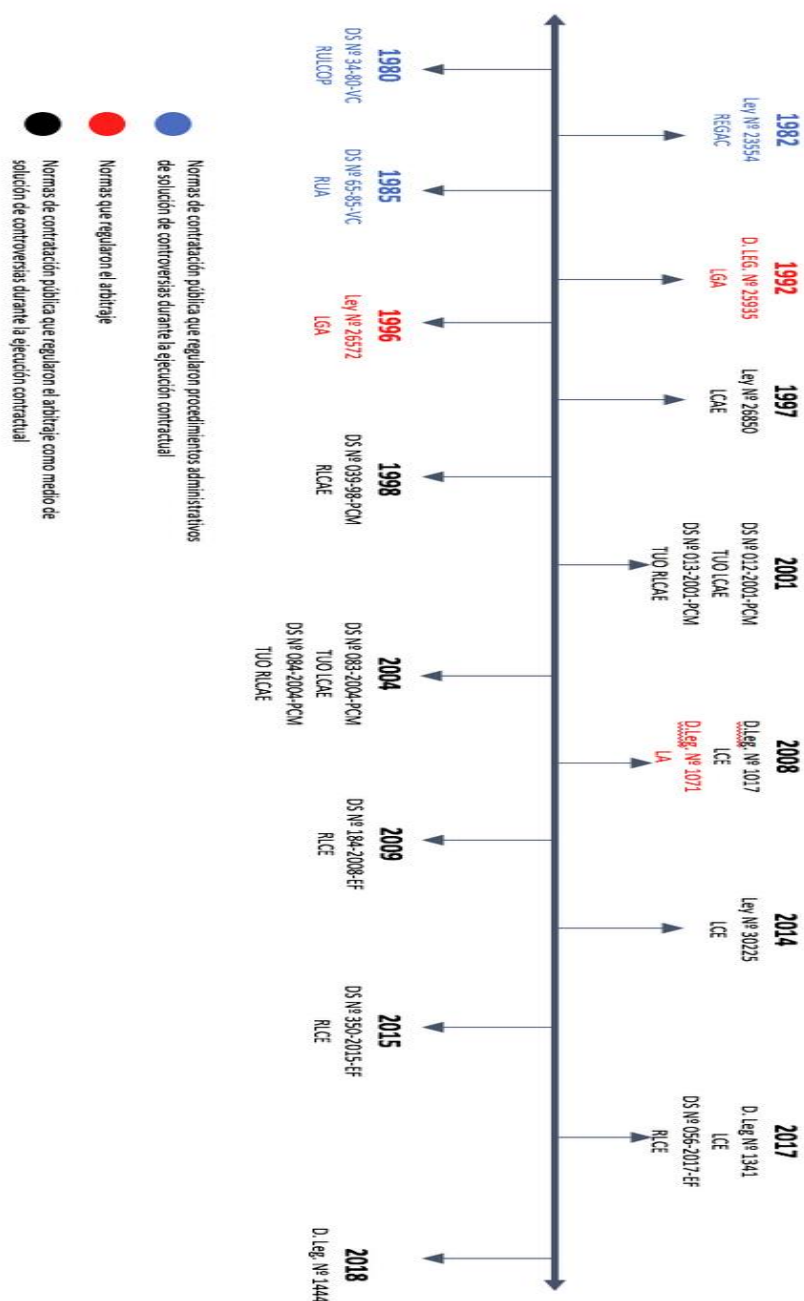 1980
DS Nº 34-80-VC
RULCOP
1982
Ley Nº 23554
REGAC
1985
DS Nº 65-85-VC
RUA
1992
D. LEG. Nº 25935
LGA
1996
Ley Nº 26572
LGA
1997
Ley Nº 26850
LCAE
1998
DS Nº 039-98-PCM
RLCAE
2001
DS Nº 012-2001-PCM
TUO LCAE
DS Nº 013-2001-PCM
TUO RLCAE
2004
DS Nº 083-2004-PCM
TUO LCAE
DS Nº 084-2004-PCM
TUO RLCAE
2008
D.Leg. Nº 1017
LCE
D.Leg. Nº 1071
LA
2009
DS Nº 184-2008-EF
RLCE
2014
Ley Nº 30225
LCE
2015
DS Nº 350-2015-EF
RLCE
2017
D. Leg Nº 1341
LCE
DS Nº 056-2017-EF
RLCE
2018
D. Leg. Nº 1444
Normas de contratación pública que regularon procedimientos administrativos
de solución de controversias durante la ejecución contractual
Normas que regularon el arbitraje
Normas de contratación pública que regularon el arbitraje como medio de
solución de controversias durante la ejecución contractual